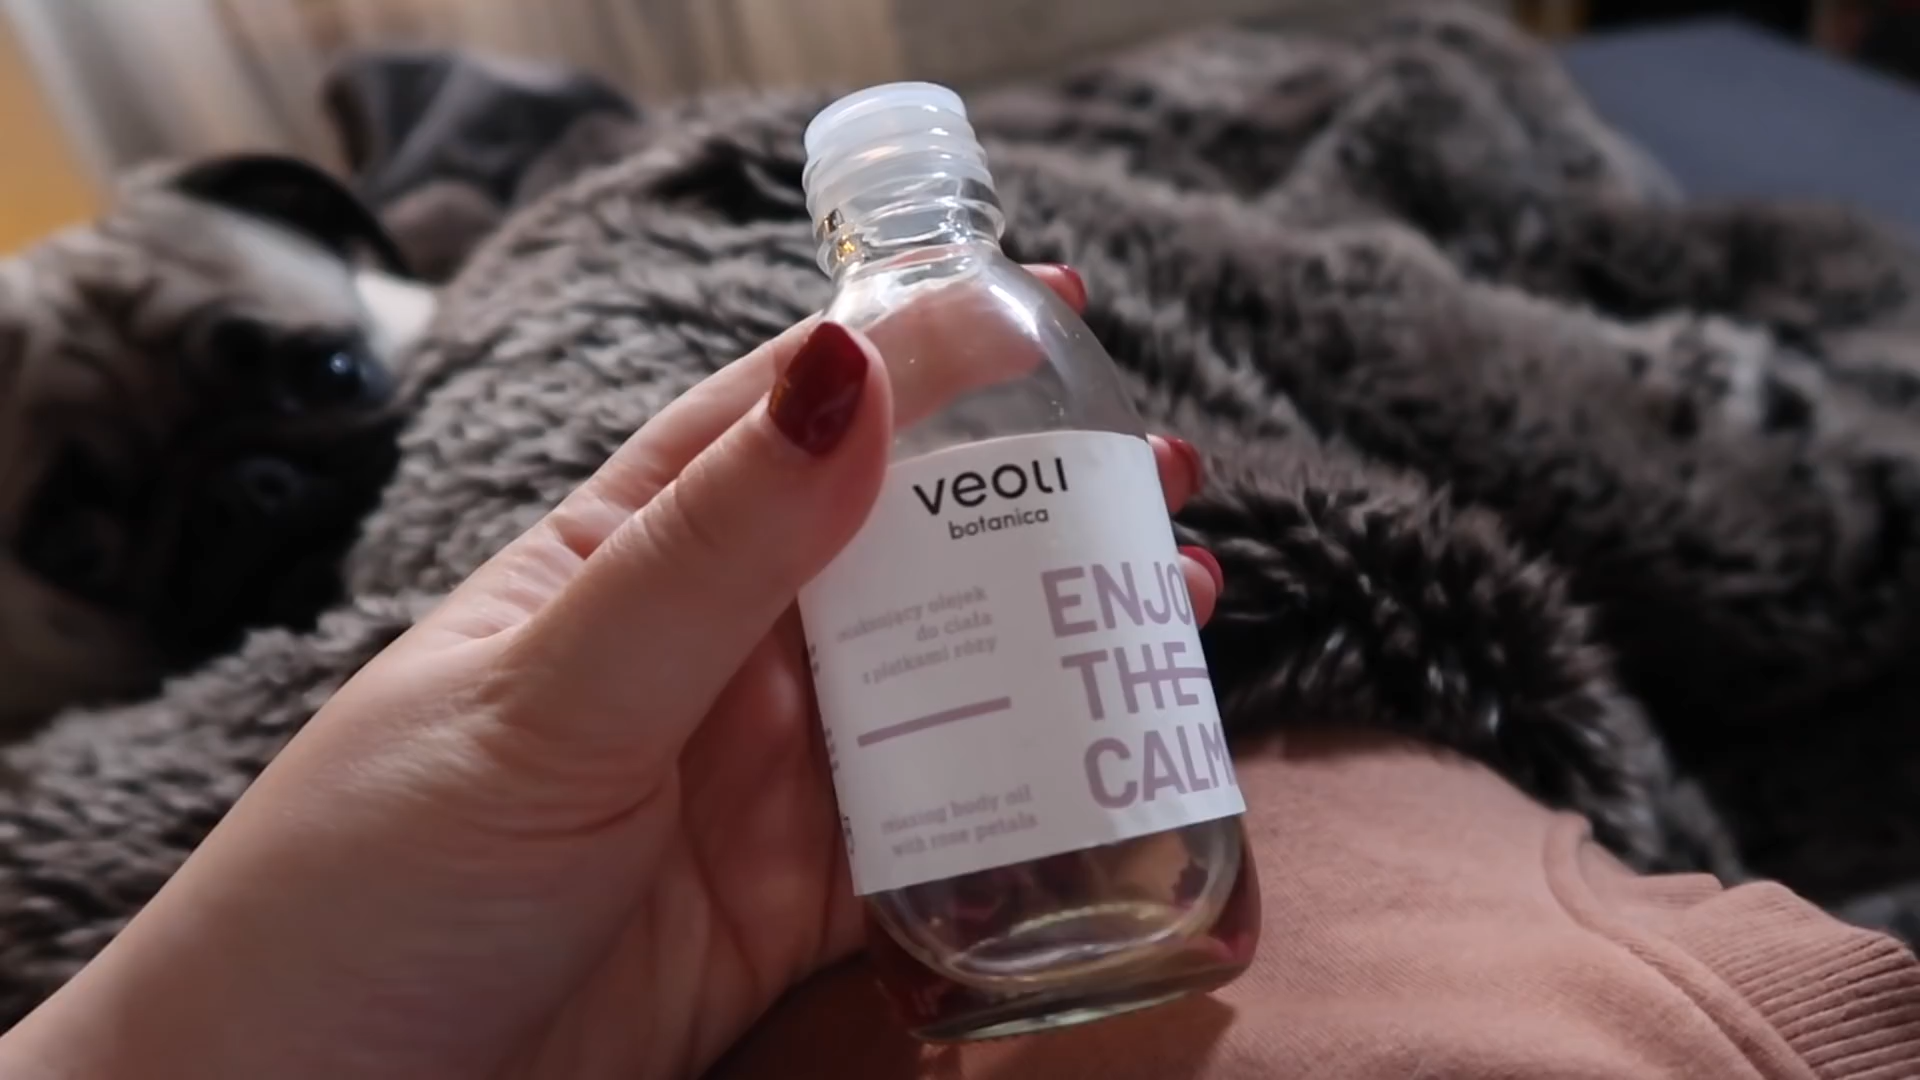 veoli
botanica
relaksujący olejek
do ciała
z płatkami róży
ENJO
THE
CALM
relaxing body oil
with rose petals